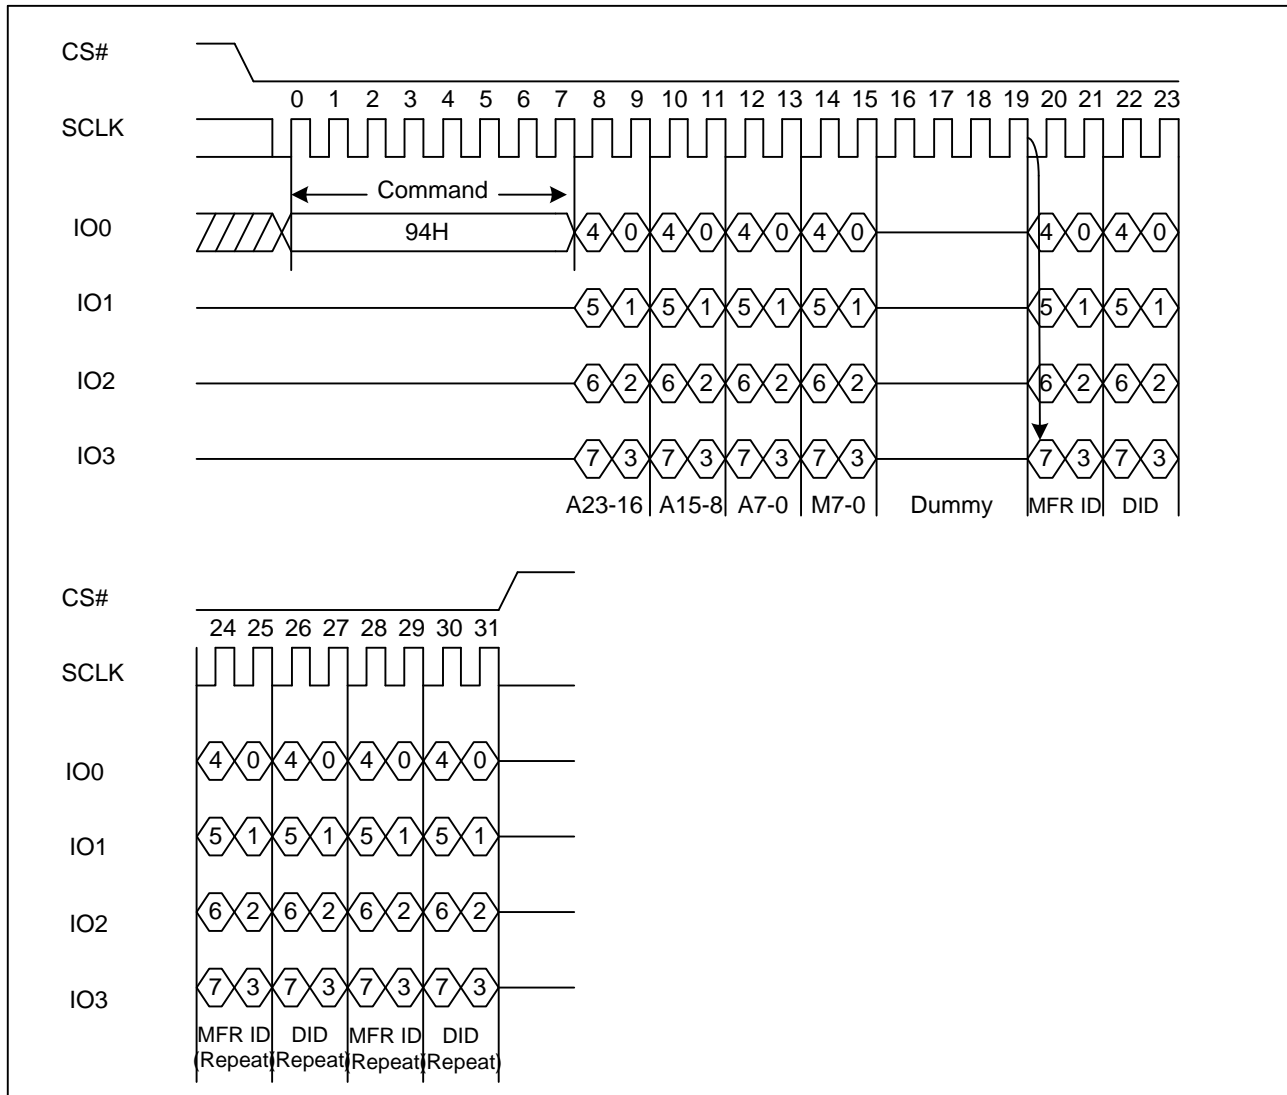 CS#
0 1 2 3 4 5 6 7 8 9 10 11 12 13 14 15 16 17 18 19 20 21 22 23
SCLK
Command
IO0 94H 4 0 4 0 4 0 4 0 4 0 4 0
IO1 5 1 5 1 5 1 5 1 5 1 5 1
IO2 6 2 6 2 6 2 6 2 6 2 6 2
IO3 7 3 7 3 7 3 7 3 7 3 7 3
A23-16 A15-8 A7-0 M7-0 Dummy MFR ID DID
CS#
24 25 26 27 28 29 30 31
SCLK
IO0 4 0 4 0 4 0 4 0
IO1 5 1 5 1 5 1 5 1
IO2 6 2 6 2 6 2 6 2
IO3 7 3 7 3 7 3 7 3
MFR ID DID MFR ID DID
(Repeat) (Repeat) (Repeat) (Repeat)